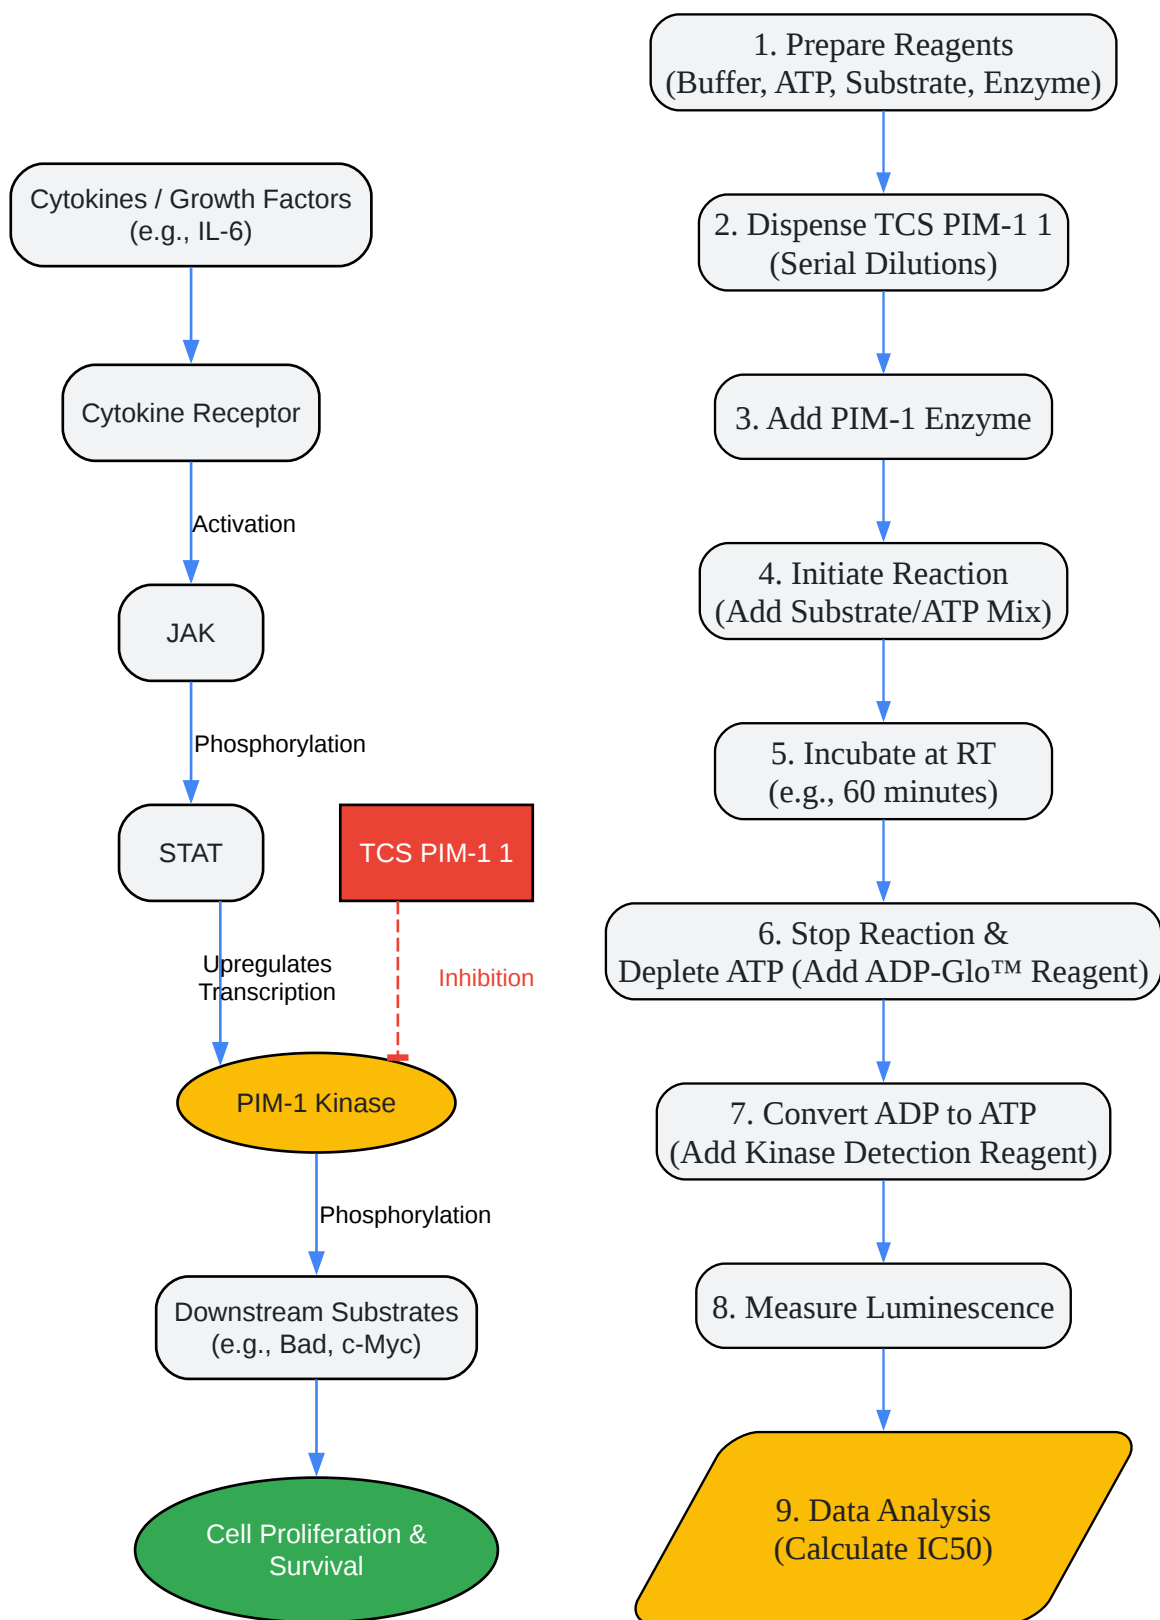 Cytokines / Growth Factors
(e.g., IL-6)
Cytokine Receptor
Activation
JAK
Phosphorylation
STAT
TCS PIM-1 1
Upregulates
Transcription
Inhibition
PIM-1 Kinase
Phosphorylation
Downstream Substrates
(e.g., Bad, c-Myc)
Cell Proliferation &
Survival
1. Prepare Reagents
(Buffer, ATP, Substrate, Enzyme)
2. Dispense TCS PIM-1 1
(Serial Dilutions)
3. Add PIM-1 Enzyme
4. Initiate Reaction
(Add Substrate/ATP Mix)
5. Incubate at RT
(e.g., 60 minutes)
6. Stop Reaction &
Deplete ATP (Add ADP-Glo™ Reagent)
7. Convert ADP to ATP
(Add Kinase Detection Reagent)
8. Measure Luminescence
9. Data Analysis
(Calculate IC50)